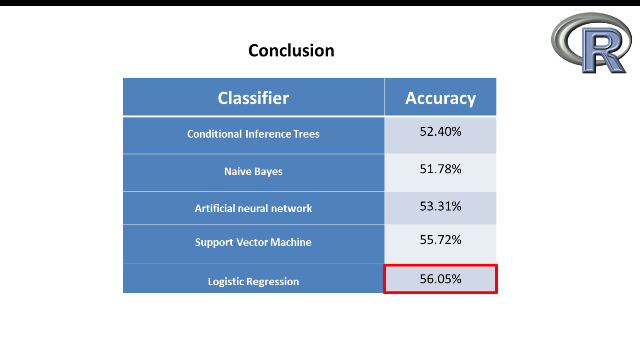 R
Conclusion
Classifier Accuracy
Conditional Inference Trees 52.40%
Naive Bayes 51.78%
Artificial neural network 53.31%
Support Vector Machine 55.72%
Logistic Regression 56.05%